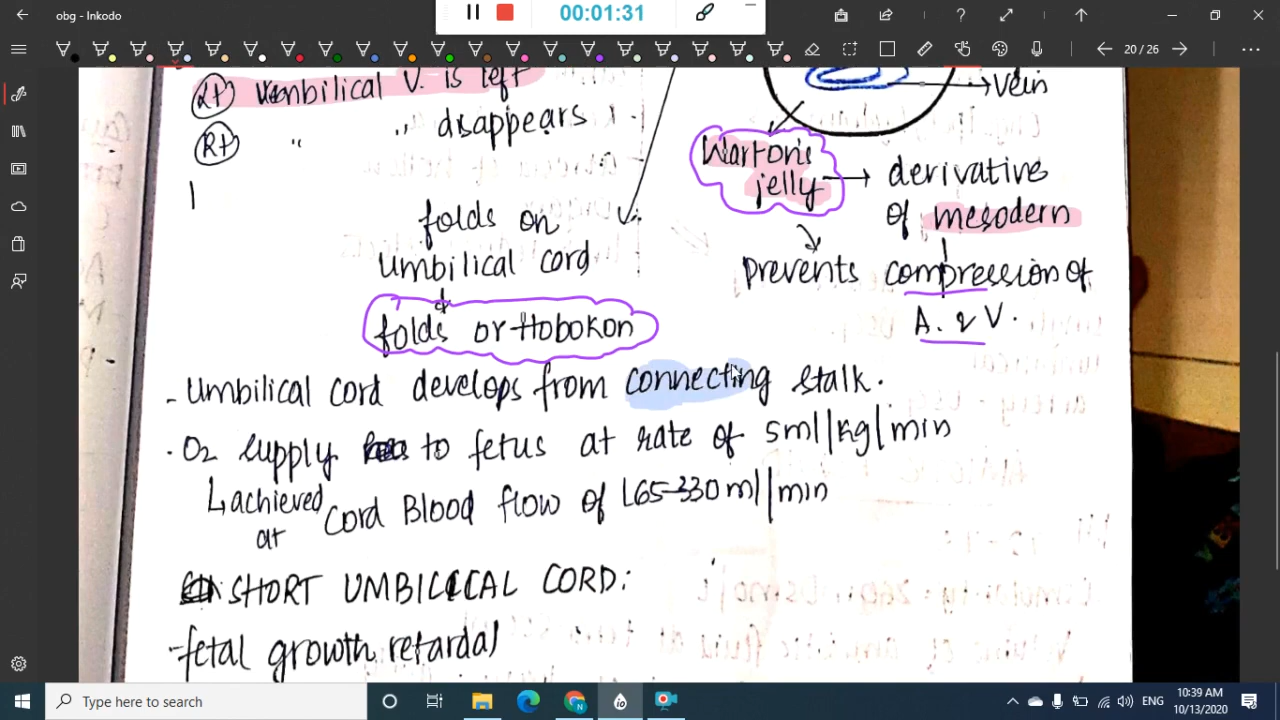 obg - Inkodo
00:01:31
20 / 26
Lt Umbilical V. is left
Rt " " disappears
folds on
umbilical cord
folds or Hobokon
Vein
Warton's
jelly → derivative
of mesodern
prevents compression of
A. & V.
- Umbilical cord develops from connecting stalk.
· O2 supply to fetus at rate of 5ml/kg/min
achieved at cord Blood flow of 165-330 ml/min
SHORT UMBILICAL CORD:
- fetal growth retardal
Type here to search
ENG
10:39 AM
10/13/2020